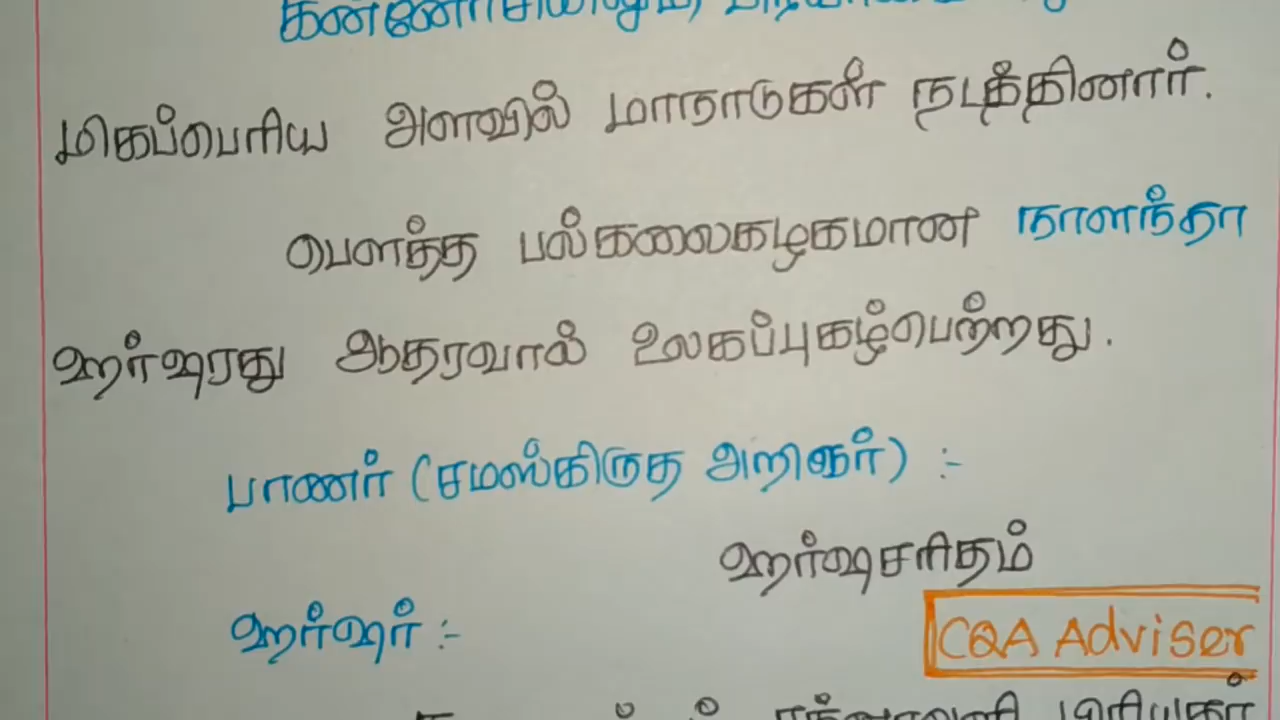 மிகப்பெரிய அளவில் மாநாடுகள் நடத்தினார்.
பௌத்த பல்கலைகழகமான நாளந்தா
ஹர்ஷரது ஆதரவால் உலகப்புகழ்பெற்றது.
பாணர் (சமஸ்கிருத அறிஞர்) :-
ஹர்ஷசரிதம்
ஹர்ஷர் :-
CQA Adviser